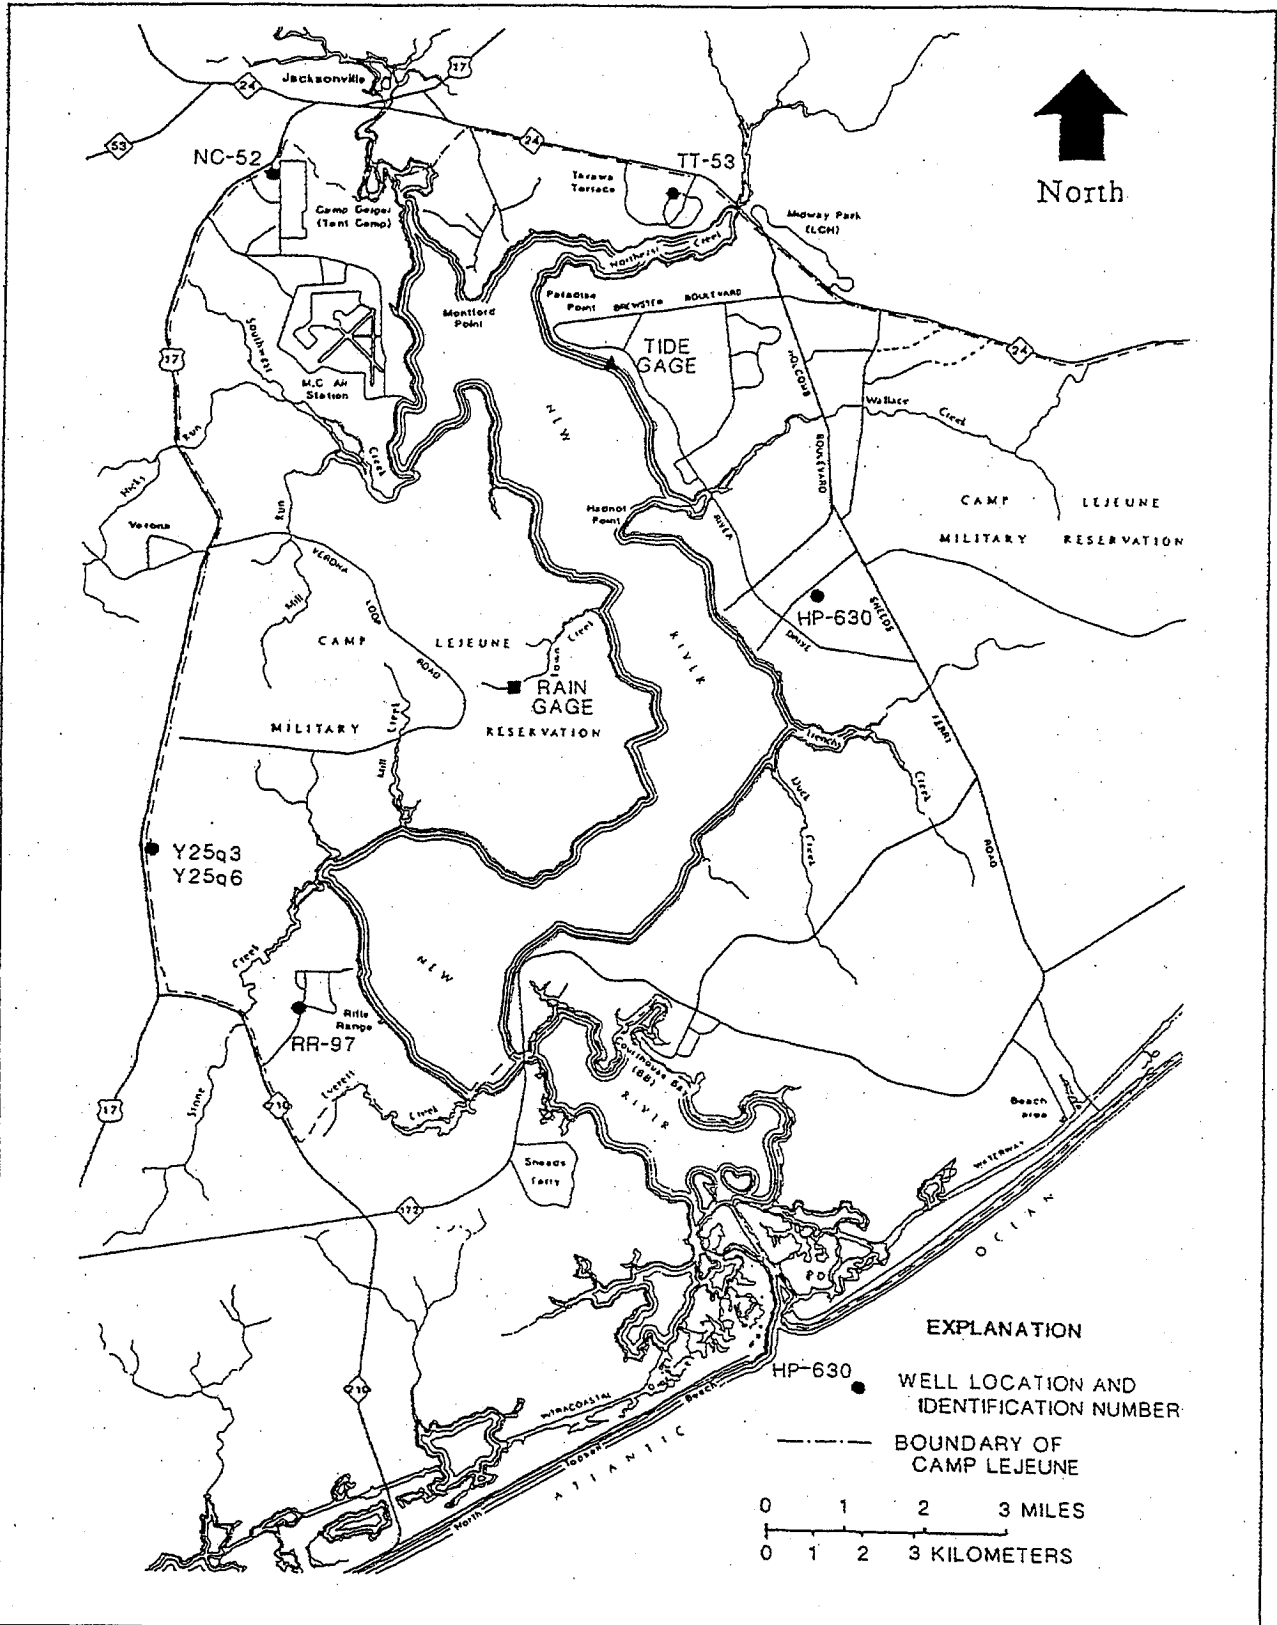 Jacksonville
17
24
53
24
NC-52
TT-53
Tarawa
Terrace
North
Camp Geiger
(Tent Camp)
Midway Park
(LCH)
Northeast Creek
Paradise
Point
BREWSTER BOULEVARD
Montford
Point
TIDE
GAGE
24
17
Southwest
Creek
M.C. Air
Station
HOLCOMB
BOULEVARD
Wallace Creek
NEW
Hicks Run
Hadnot
Point
CAMP LEJEUNE
MILITARY RESERVATION
RIVER
DRIVE
Verona
Run
Mill
VERONA
LOOP
ROAD
HP-630
SNEEDS
FERRY
ROAD
CAMP LEJEUNE
Creek
RIVER
RAIN
GAGE
MILITARY RESERVATION
Mill Creek
Frenchs
Creek
Duck
Creek
Y25q3
Y25q6
Creek
NEW
Rifle
Range
RR-97
Courthouse Bay
(BB)
RIVER
Everett
Creek
Stone
17
210
Beach
area
Sneads
Ferry
WATERWAY
172
OCEAN
210
INTRACOASTAL
North Topsail Beach
ATLANTIC
EXPLANATION
HP-630
WELL LOCATION AND
IDENTIFICATION NUMBER
BOUNDARY OF
CAMP LEJEUNE
0 1 2 3 MILES
0 1 2 3 KILOMETERS